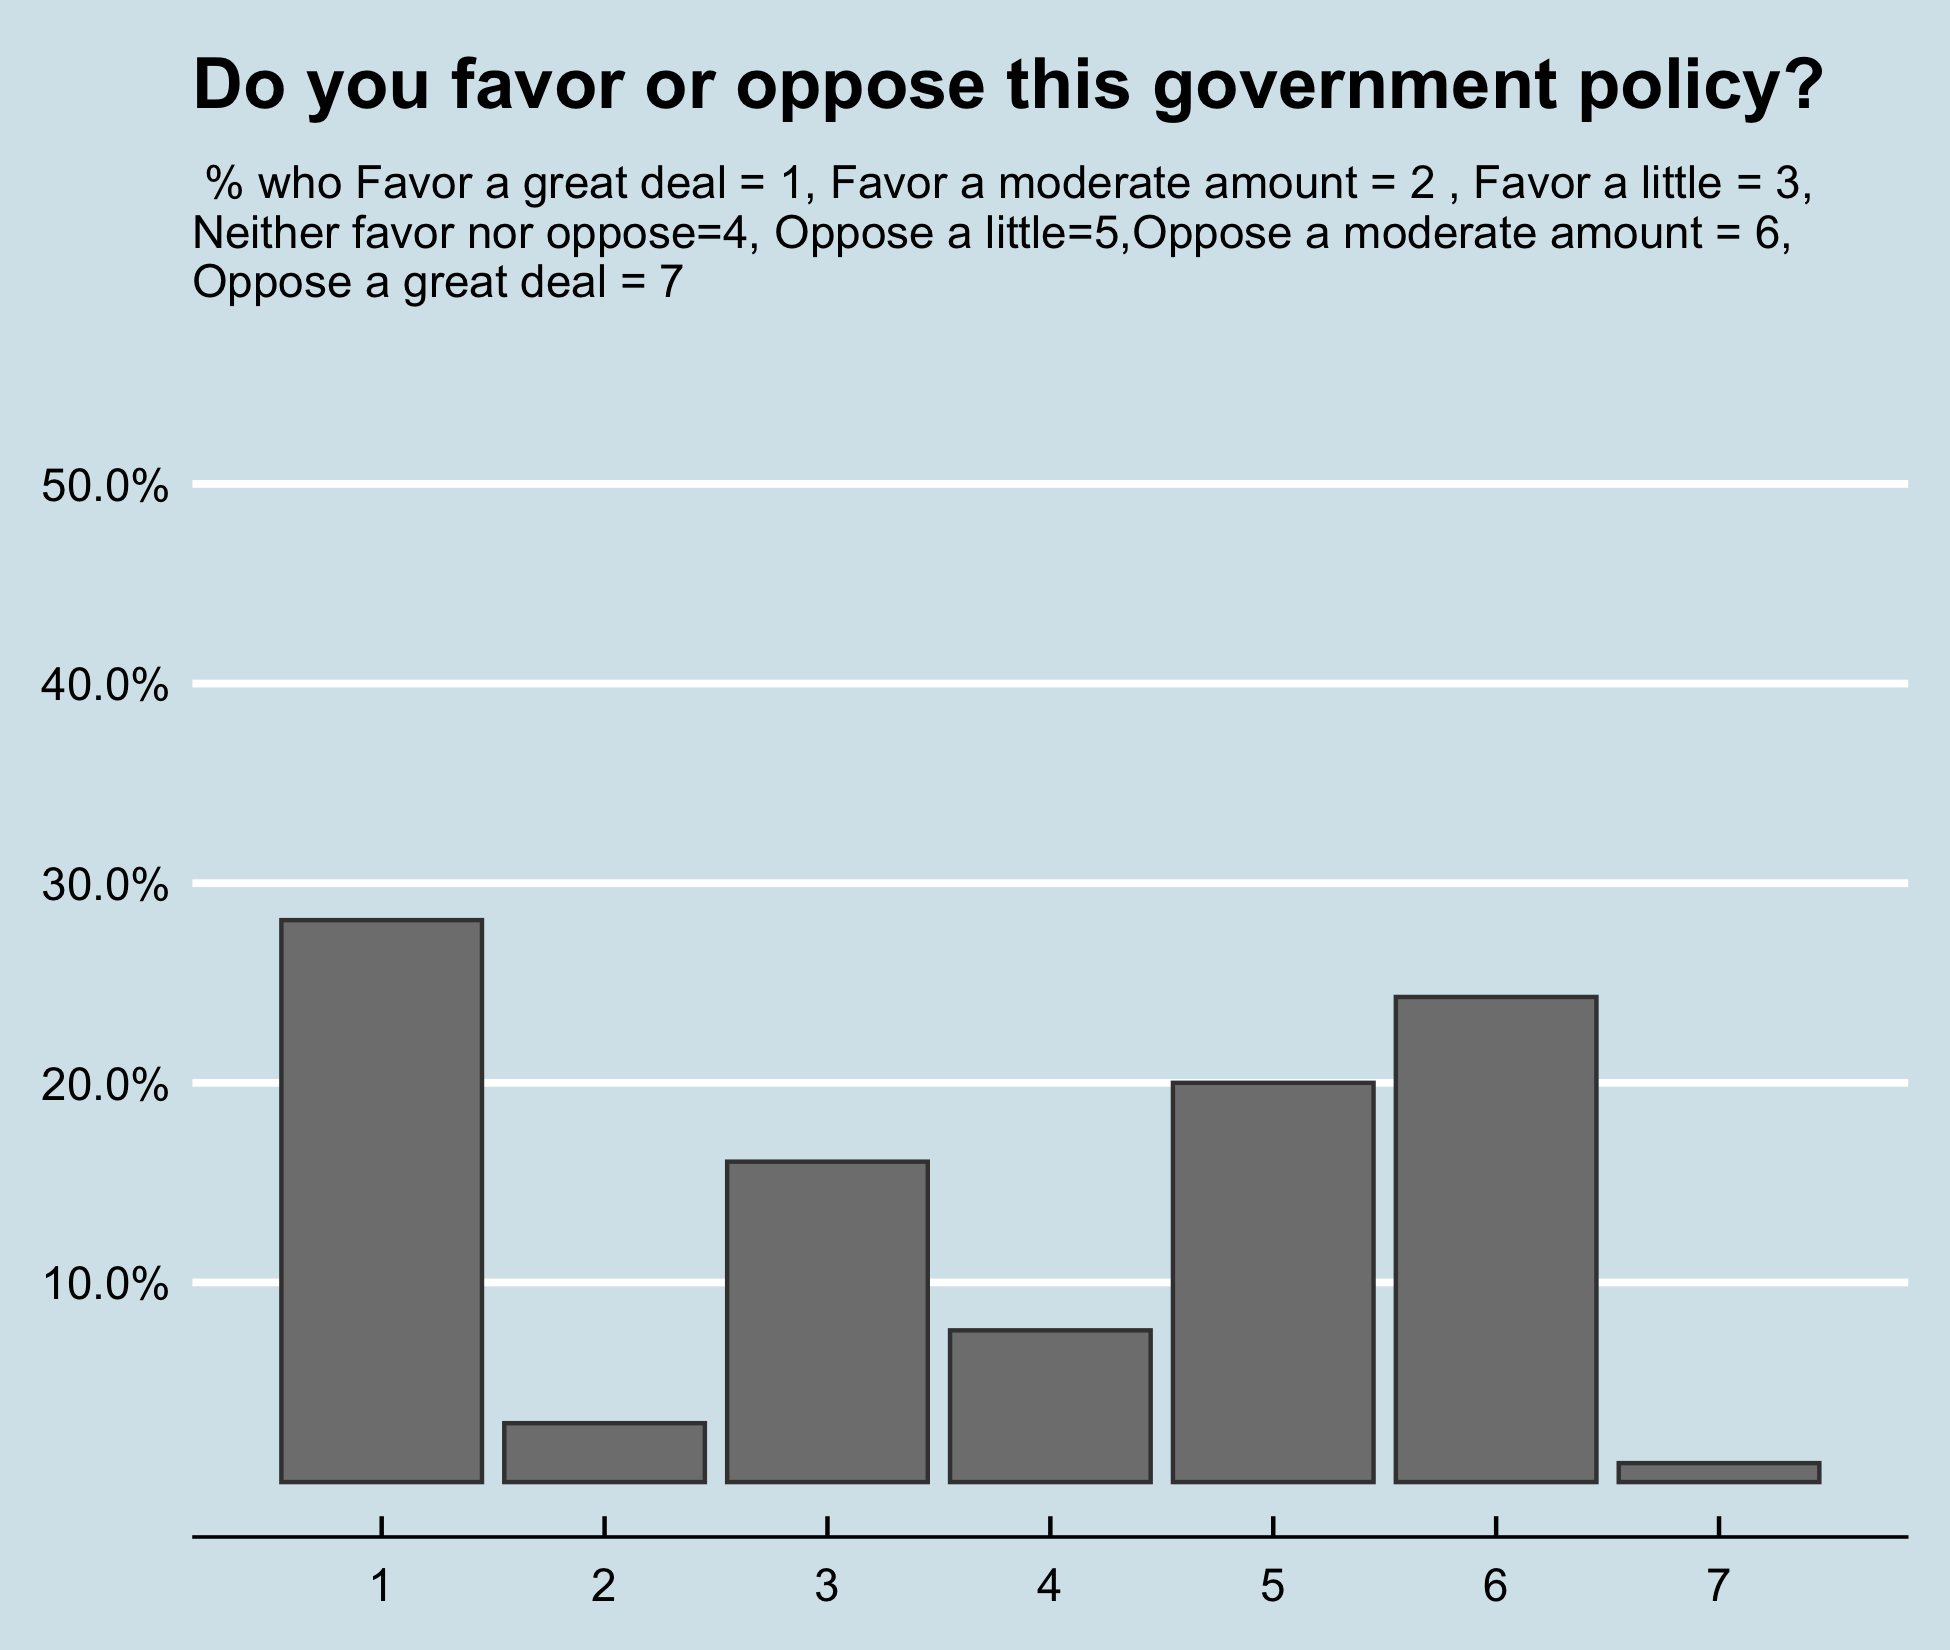 Do you favor or oppose this government policy?
% who Favor a great deal = 1, Favor a moderate amount = 2 , Favor a little = 3,
Neither favor nor oppose=4, Oppose a little=5,Oppose a moderate amount = 6,
Oppose a great deal = 7
50.0%
40.0%
30.0%
20.0%
10.0%
1 2 3 4 5 6 7